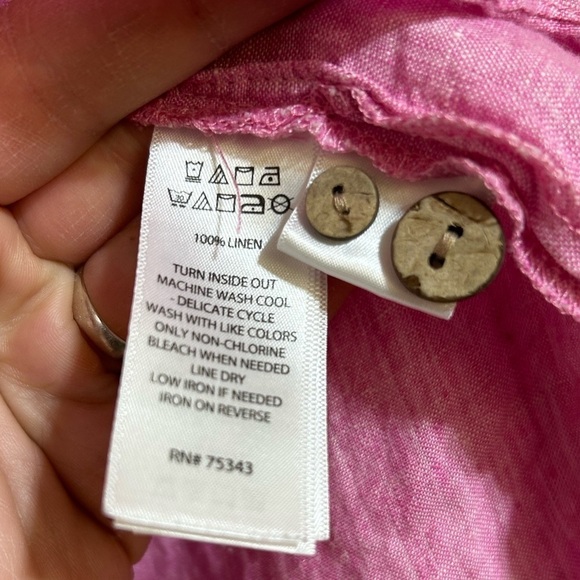 100% LINEN
TURN INSIDE OUT
MACHINE WASH COOL
- DELICATE CYCLE
WASH WITH LIKE COLORS
ONLY NON-CHLORINE
BLEACH WHEN NEEDED
LINE DRY
LOW IRON IF NEEDED
IRON ON REVERSE
RN# 75343